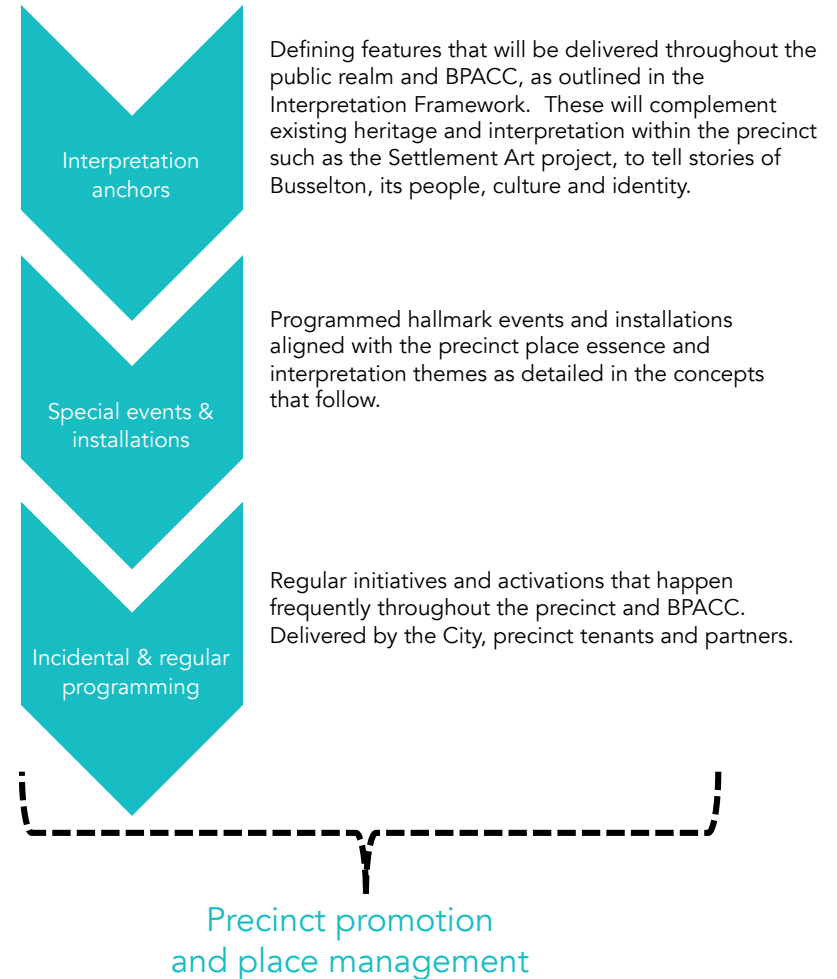 Interpretation
anchors
Defining features that will be delivered throughout the
public realm and BPACC, as outlined in the
Interpretation Framework.  These will complement
existing heritage and interpretation within the precinct
such as the Settlement Art project, to tell stories of
Busselton, its people, culture and identity.
Special events &
installations
Programmed hallmark events and installations
aligned with the precinct place essence and
interpretation themes as detailed in the concepts
that follow.
Incidental & regular
programming
Regular initiatives and activations that happen
frequently throughout the precinct and BPACC.
Delivered by the City, precinct tenants and partners.
Precinct promotion
and place management